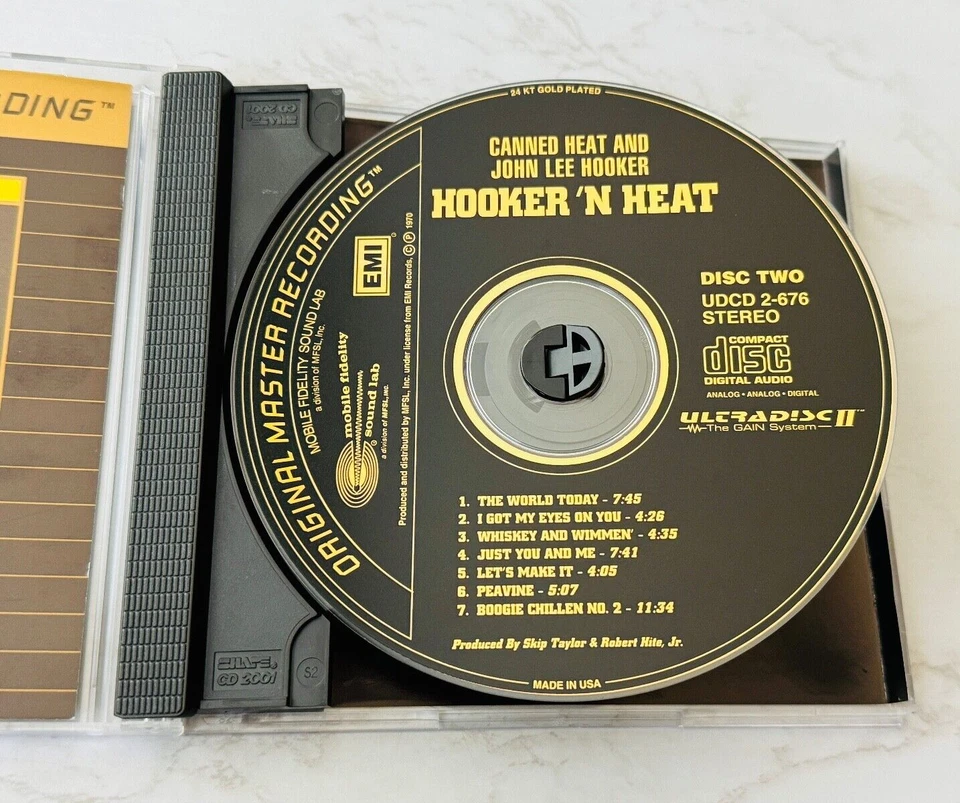 RDING™
CD 2001
24 KT GOLD PLATED
CANNED HEAT AND
JOHN LEE HOOKER
HOOKER 'N HEAT
ORIGINAL MASTER RECORDING™
MOBILE FIDELITY SOUND LAB
a division of MFSL, Inc.
EMI
mobile fidelity
sound lab
a division of MFSL, INC.
Produced and distributed by MFSL, Inc. under license from EMI Records, Ⓒ Ⓟ 1970
DISC TWO
UDCD 2-676
STEREO
COMPACT
disc
DIGITAL AUDIO
ANALOG • ANALOG • DIGITAL
ULTRADISC II™
The GAIN System
1. THE WORLD TODAY - 7:45
2. I GOT MY EYES ON YOU - 4:26
3. WHISKEY AND WIMMEN' - 4:35
4. JUST YOU AND ME - 7:41
5. LET'S MAKE IT - 4:05
6. PEAVINE - 5:07
7. BOOGIE CHILLEN NO. 2 - 11:34
Produced By Skip Taylor & Robert Hite, Jr.
MADE IN USA
CD 2001
S2